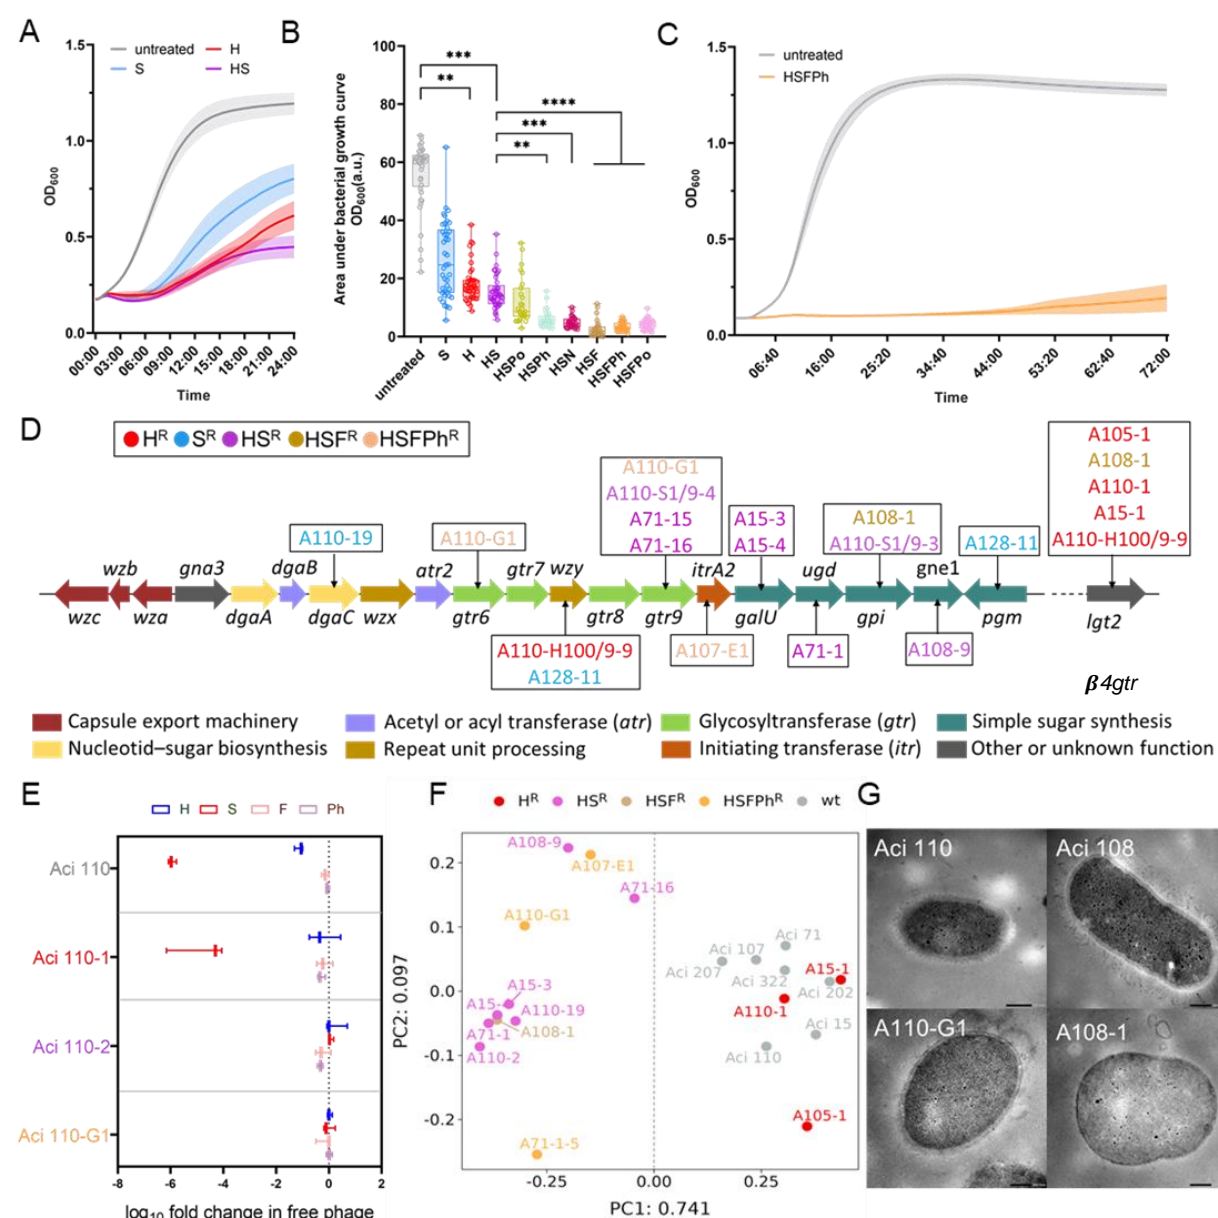 A
1.5
1.0
0.5
0.0
OD600
untreated
H
S
HS
00:00
03:00
06:00
09:00
12:00
15:00
18:00
21:00
24:00
Time
B
Area under bacterial growth curve
OD600(a.u.)
100
80
60
40
20
0
***
**
****
***
**
untreated
S
H
HS
HSPo
HSPh
HSN
HSF
HSFPh
HSFPo
C
1.5
1.0
0.5
0.0
OD600
untreated
HSFPh
06:40
16:00
25:20
34:40
44:00
53:20
62:40
72:00
Time
D
HR SR HSR HSFR HSFPhR
A105-1
A108-1
A110-1
A15-1
A110-H100/9-9
A110-G1
A110-S1/9-4
A71-15
A71-16
A15-3
A15-4
A108-1
A110-S1/9-3
A128-11
A110-19
A110-G1
wzb gna3 dgaB atr2 gtr7 wzy itrA2 ugd gne1
wzc wza dgaA dgaC wzx gtr6 gtr8 gtr9 galU gpi pgm lgt2
A110-H100/9-9
A128-11
A107-E1
A71-1
A108-9
β4gtr
Capsule export machinery
Acetyl or acyl transferase (atr)
Glycosyltransferase (gtr)
Simple sugar synthesis
Nucleotid–sugar biosynthesis
Repeat unit processing
Initiating transferase (itr)
Other or unknown function
E
H S F Ph
Aci 110
Aci 110-1
Aci 110-2
Aci 110-G1
-8 -6 -4 -2 0 2
log10 fold change in free phage
F
HR HSR HSFR HSFPhR wt
PC2: 0.097
0.2
0.1
0.0
-0.1
-0.2
A108-9
A107-E1
A71-16
A110-G1
Aci 71
Aci 107
Aci 207
Aci 322
A15-1
Aci 202
A15-3
A15-
A110-1
A110-19
A71-1
A108-1
Aci 15
A110-2
Aci 110
A105-1
A71-1-5
-0.25 0.00 0.25
PC1: 0.741
G
Aci 110
Aci 108
A110-G1
A108-1